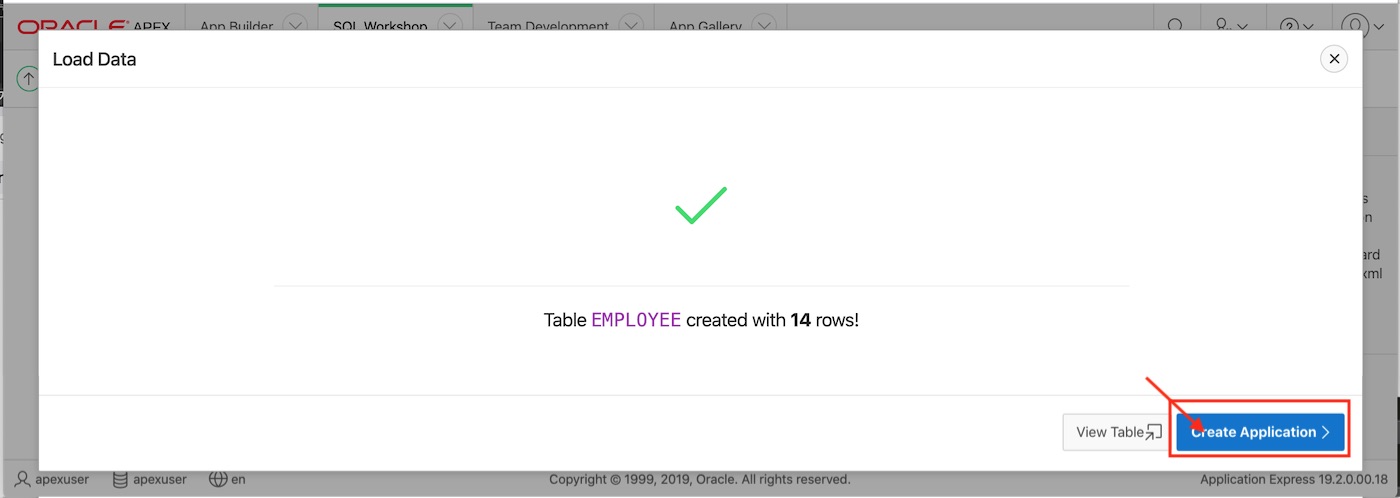 ORACLE APEX App Builder SQL Workshop Team Development App Gallery
Load Data
Table EMPLOYEE created with 14 rows!
View Table
Create Application
apexuser apexuser en Copyright © 1999, 2019, Oracle. All rights reserved. Application Express 19.2.0.00.18